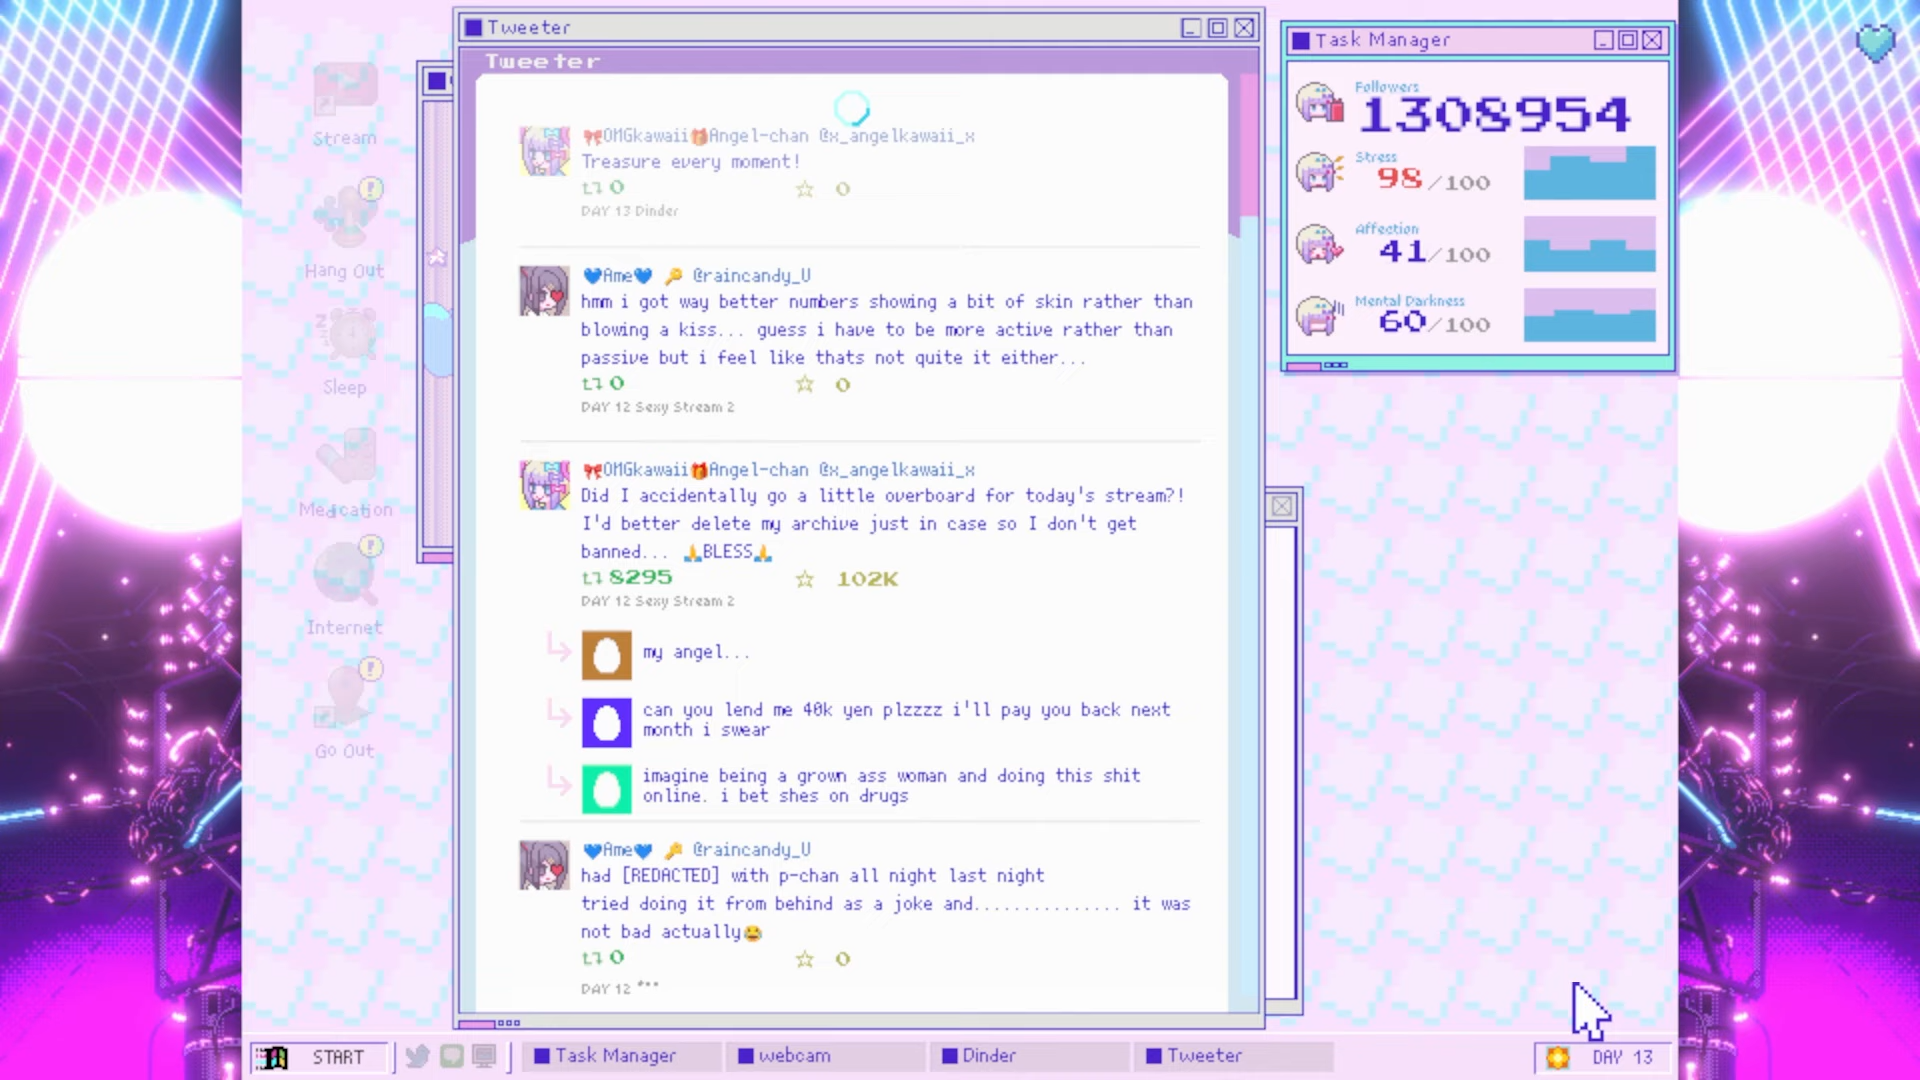 Tweeter
Tweeter
🎀OMGkawaii🎁Angel-chan @x_angelkawaii_x
Treasure every moment!
0 ☆ 0
DAY 13 Dinder
💙Ame💙 🔑 @raincandy_U
hmm i got way better numbers showing a bit of skin rather than
blowing a kiss... guess i have to be more active rather than
passive but i feel like thats not quite it either...
0 ☆ 0
DAY 12 Sexy Stream 2
🎀OMGkawaii🎁Angel-chan @x_angelkawaii_x
Did I accidentally go a little overboard for today's stream?!
I'd better delete my archive just in case so I don't get
banned... 🙏BLESS🙏
8295 ☆ 102K
DAY 12 Sexy Stream 2
my angel...
can you lend me 40k yen plzzzz i'll pay you back next
month i swear
imagine being a grown ass woman and doing this shit
online. i bet shes on drugs
💙Ame💙 🔑 @raincandy_U
had [REDACTED] with p-chan all night last night
tried doing it from behind as a joke and............... it was
not bad actually😂
0 ☆ 0
DAY 12 ***
Task Manager
Followers
1308954
Stress
98/100
Affection
41/100
Mental Darkness
60/100
Stream
Hang Out
Sleep
Medication
Internet
Go Out
START
Task Manager
webcam
Dinder
Tweeter
DAY 13